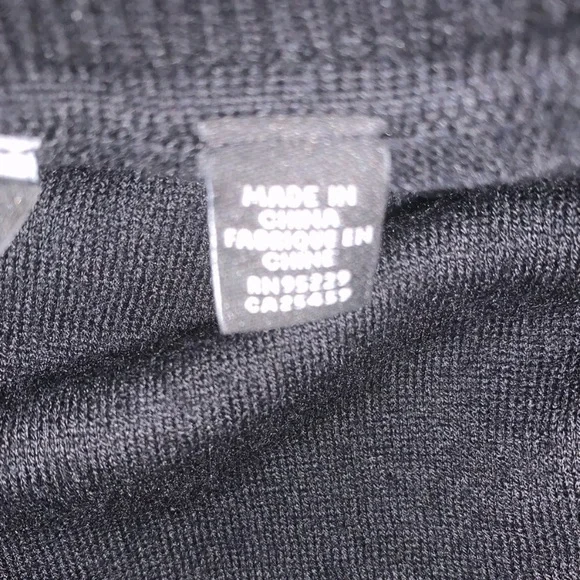 MADE IN
CHINA
FABRIQUE EN
CHINE
RN95229
CA25459